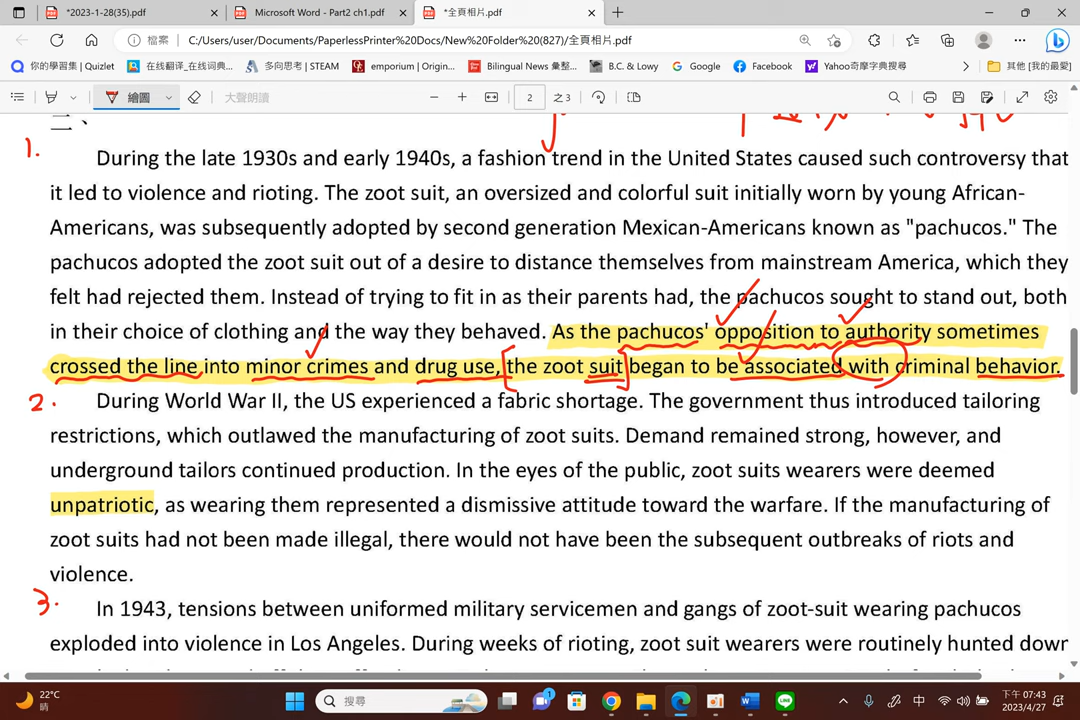 *2023-1-28(35).pdf
Microsoft Word - Part2 ch1.pdf
*全頁相片.pdf
檔案
C:/Users/user/Documents/PaperlessPrinter%20Docs/New%20Folder%20(827)/全頁相片.pdf
你的學習集 | Quizlet
在线翻译_在线词典...
多向思考 | STEAM
emporium | Origin...
Bilingual News 彙整...
B.C. & Lowy
Google
Facebook
Yahoo奇摩字典搜尋
其他 [我的最愛]
繪圖
大聲朗讀
2
之 3
二、
1.
During the late 1930s and early 1940s, a fashion trend in the United States caused such controversy that
it led to violence and rioting. The zoot suit, an oversized and colorful suit initially worn by young African-
Americans, was subsequently adopted by second generation Mexican-Americans known as "pachucos." The
pachucos adopted the zoot suit out of a desire to distance themselves from mainstream America, which they
felt had rejected them. Instead of trying to fit in as their parents had, the pachucos sought to stand out, both
in their choice of clothing and the way they behaved. As the pachucos' opposition to authority sometimes
crossed the line into minor crimes and drug use, the zoot suit began to be associated with criminal behavior.
2.
During World War II, the US experienced a fabric shortage. The government thus introduced tailoring
restrictions, which outlawed the manufacturing of zoot suits. Demand remained strong, however, and
underground tailors continued production. In the eyes of the public, zoot suits wearers were deemed
unpatriotic, as wearing them represented a dismissive attitude toward the warfare. If the manufacturing of
zoot suits had not been made illegal, there would not have been the subsequent outbreaks of riots and
violence.
3.
In 1943, tensions between uniformed military servicemen and gangs of zoot-suit wearing pachucos
exploded into violence in Los Angeles. During weeks of rioting, zoot suit wearers were routinely hunted down
22°C
晴
搜尋
1
中
下午 07:43
2023/4/27